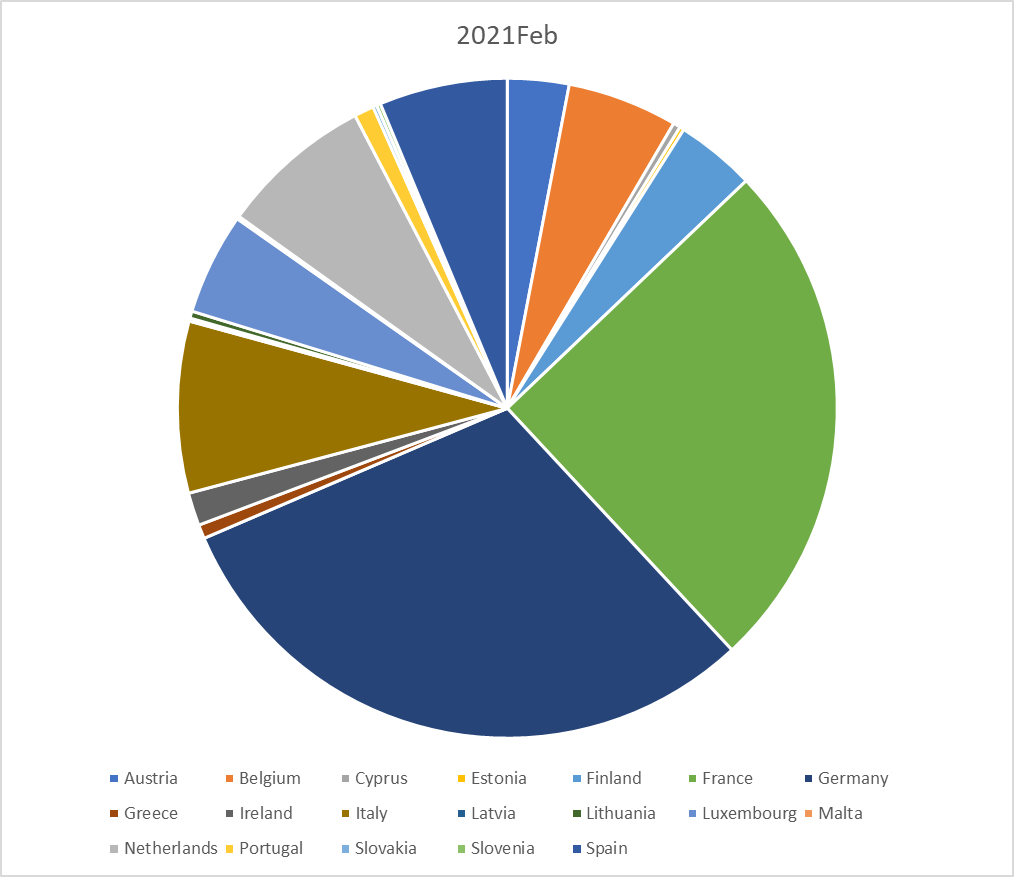 2021Feb
Austria Belgium Cyprus Estonia Finland France Germany
Greece Ireland Italy Latvia Lithuania Luxembourg Malta
Netherlands Portugal Slovakia Slovenia Spain